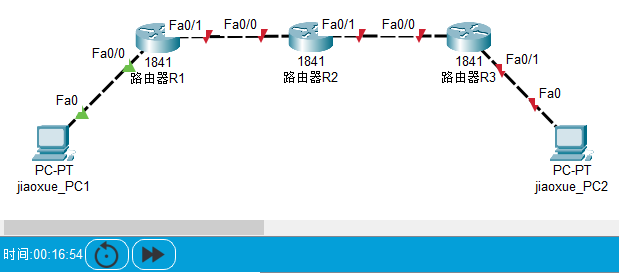 Fa0/1 Fa0/0 Fa0/1 Fa0/0
Fa0/0 1841 1841 1841 Fa0/1
路由器R1 路由器R2 路由器R3
Fa0 Fa0
PC-PT PC-PT
jiaoxue_PC1 jiaoxue_PC2
时间:00:16:54